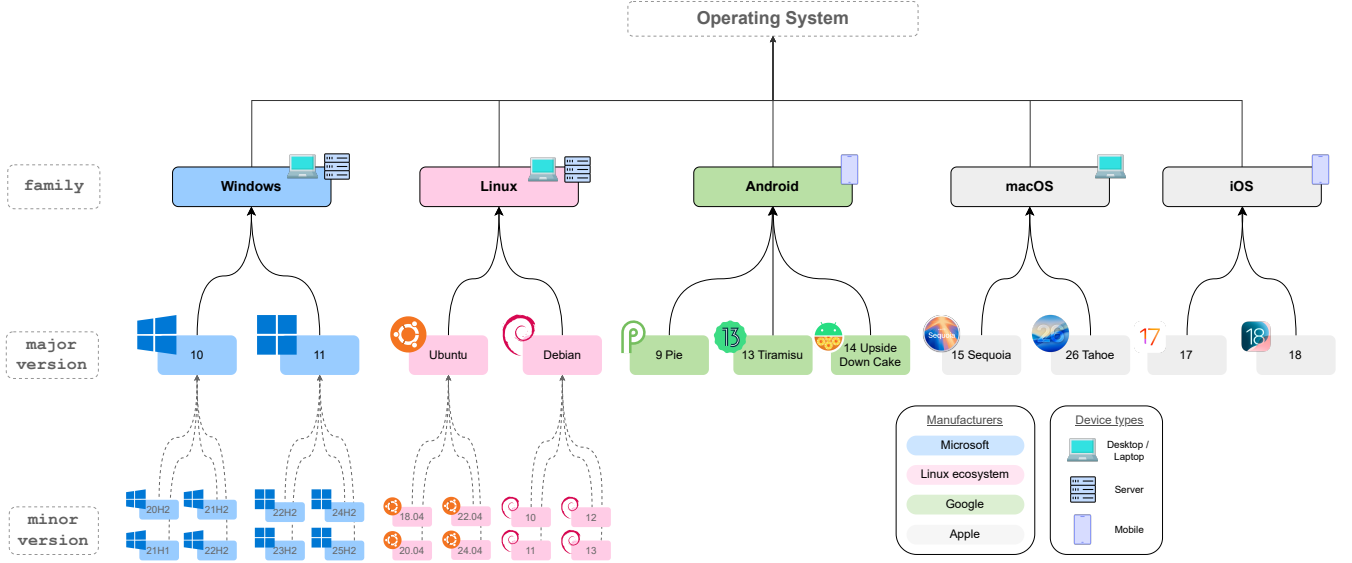 Operating System
family
Windows
Linux
Android
macOS
iOS
major
version
10
11
Ubuntu
Debian
9 Pie
13
13 Tiramisu
14 Upside
Down Cake
Sequoia
15 Sequoia
26
26 Tahoe
17
17
18
18
minor
version
20H2
21H2
22H2
24H2
18.04
22.04
10
12
21H1
22H2
23H2
25H2
20.04
24.04
11
13
Manufacturers
Microsoft
Linux ecosystem
Google
Apple
Device types
Desktop /
Laptop
Server
Mobile